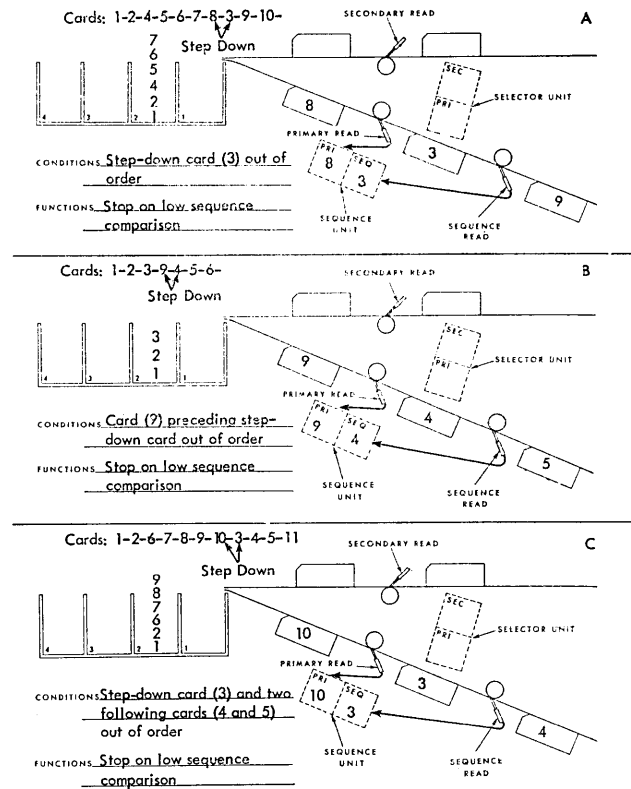 Cards: 1-2-4-5-6-7-8-3-9-10-
Step Down
SECONDARY READ
A
7
6
5
4
2
1
4 3 2 1
SEC
PRI
SELECTOR UNIT
8
PRIMARY READ
3
9
PRI
8
SEQ
3
SEQUENCE
UNIT
SEQUENCE
READ
CONDITIONS Step-down card (3) out of
order
FUNCTIONS Stop on low sequence
comparison
Cards: 1-2-3-9-4-5-6-
Step Down
SECONDARY READ
B
3
2
1
4 3 2 1
SEC
PRI
SELECTOR UNIT
9
PRIMARY READ
4
5
PRI
9
SEQ
4
SEQUENCE
UNIT
SEQUENCE
READ
CONDITIONS Card (9) preceding step-
down card out of order
FUNCTIONS Stop on low sequence
comparison
Cards: 1-2-6-7-8-9-10-3-4-5-11
Step Down
SECONDARY READ
C
9
8
7
6
2
1
4 3 2 1
SEC
PRI
SELECTOR UNIT
10
PRIMARY READ
3
4
PRI
10
SEQ
3
SEQUENCE
UNIT
SEQUENCE
READ
CONDITIONS Step-down card (3) and two
following cards (4 and 5)
out of order
FUNCTIONS Stop on low sequence
comparison